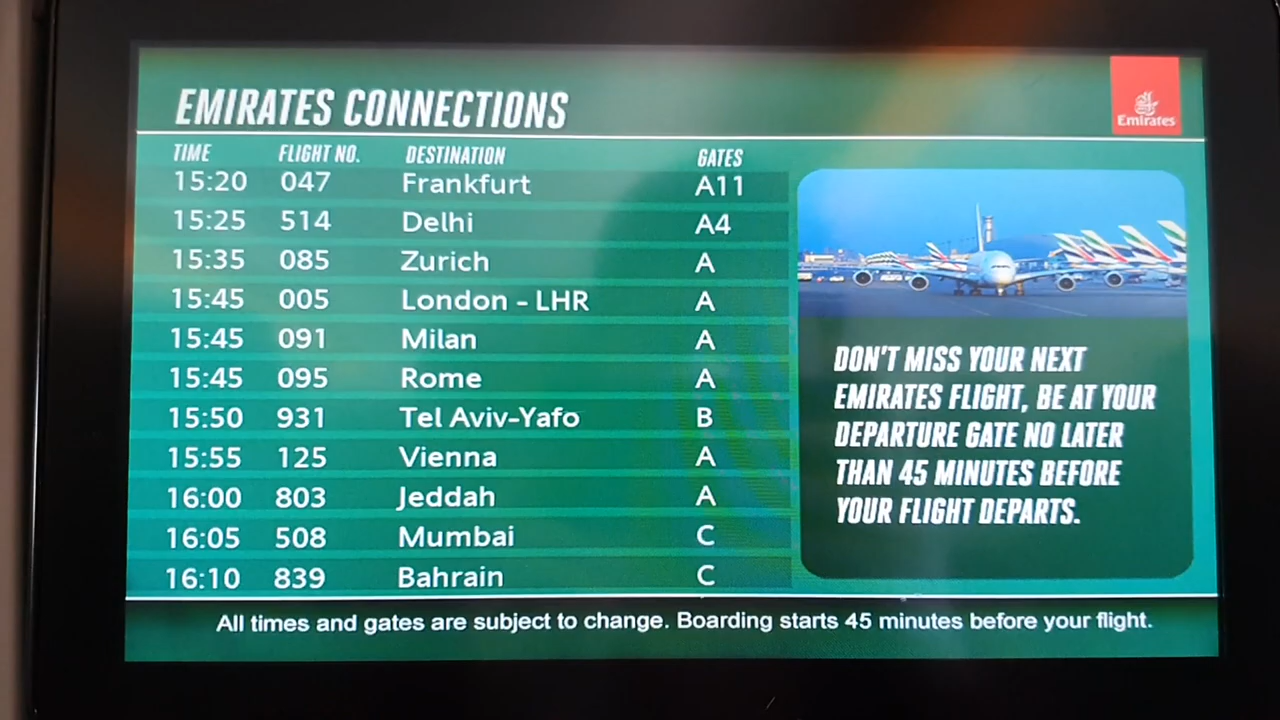 EMIRATES CONNECTIONS
Emirates
TIME FLIGHT NO. DESTINATION GATES
15:20 047 Frankfurt A11
15:25 514 Delhi A4
15:35 085 Zurich A
15:45 005 London - LHR A
15:45 091 Milan A
15:45 095 Rome A
15:50 931 Tel Aviv-Yafo B
15:55 125 Vienna A
16:00 803 Jeddah A
16:05 508 Mumbai C
16:10 839 Bahrain C
DON'T MISS YOUR NEXT
EMIRATES FLIGHT, BE AT YOUR
DEPARTURE GATE NO LATER
THAN 45 MINUTES BEFORE
YOUR FLIGHT DEPARTS.
All times and gates are subject to change. Boarding starts 45 minutes before your flight.